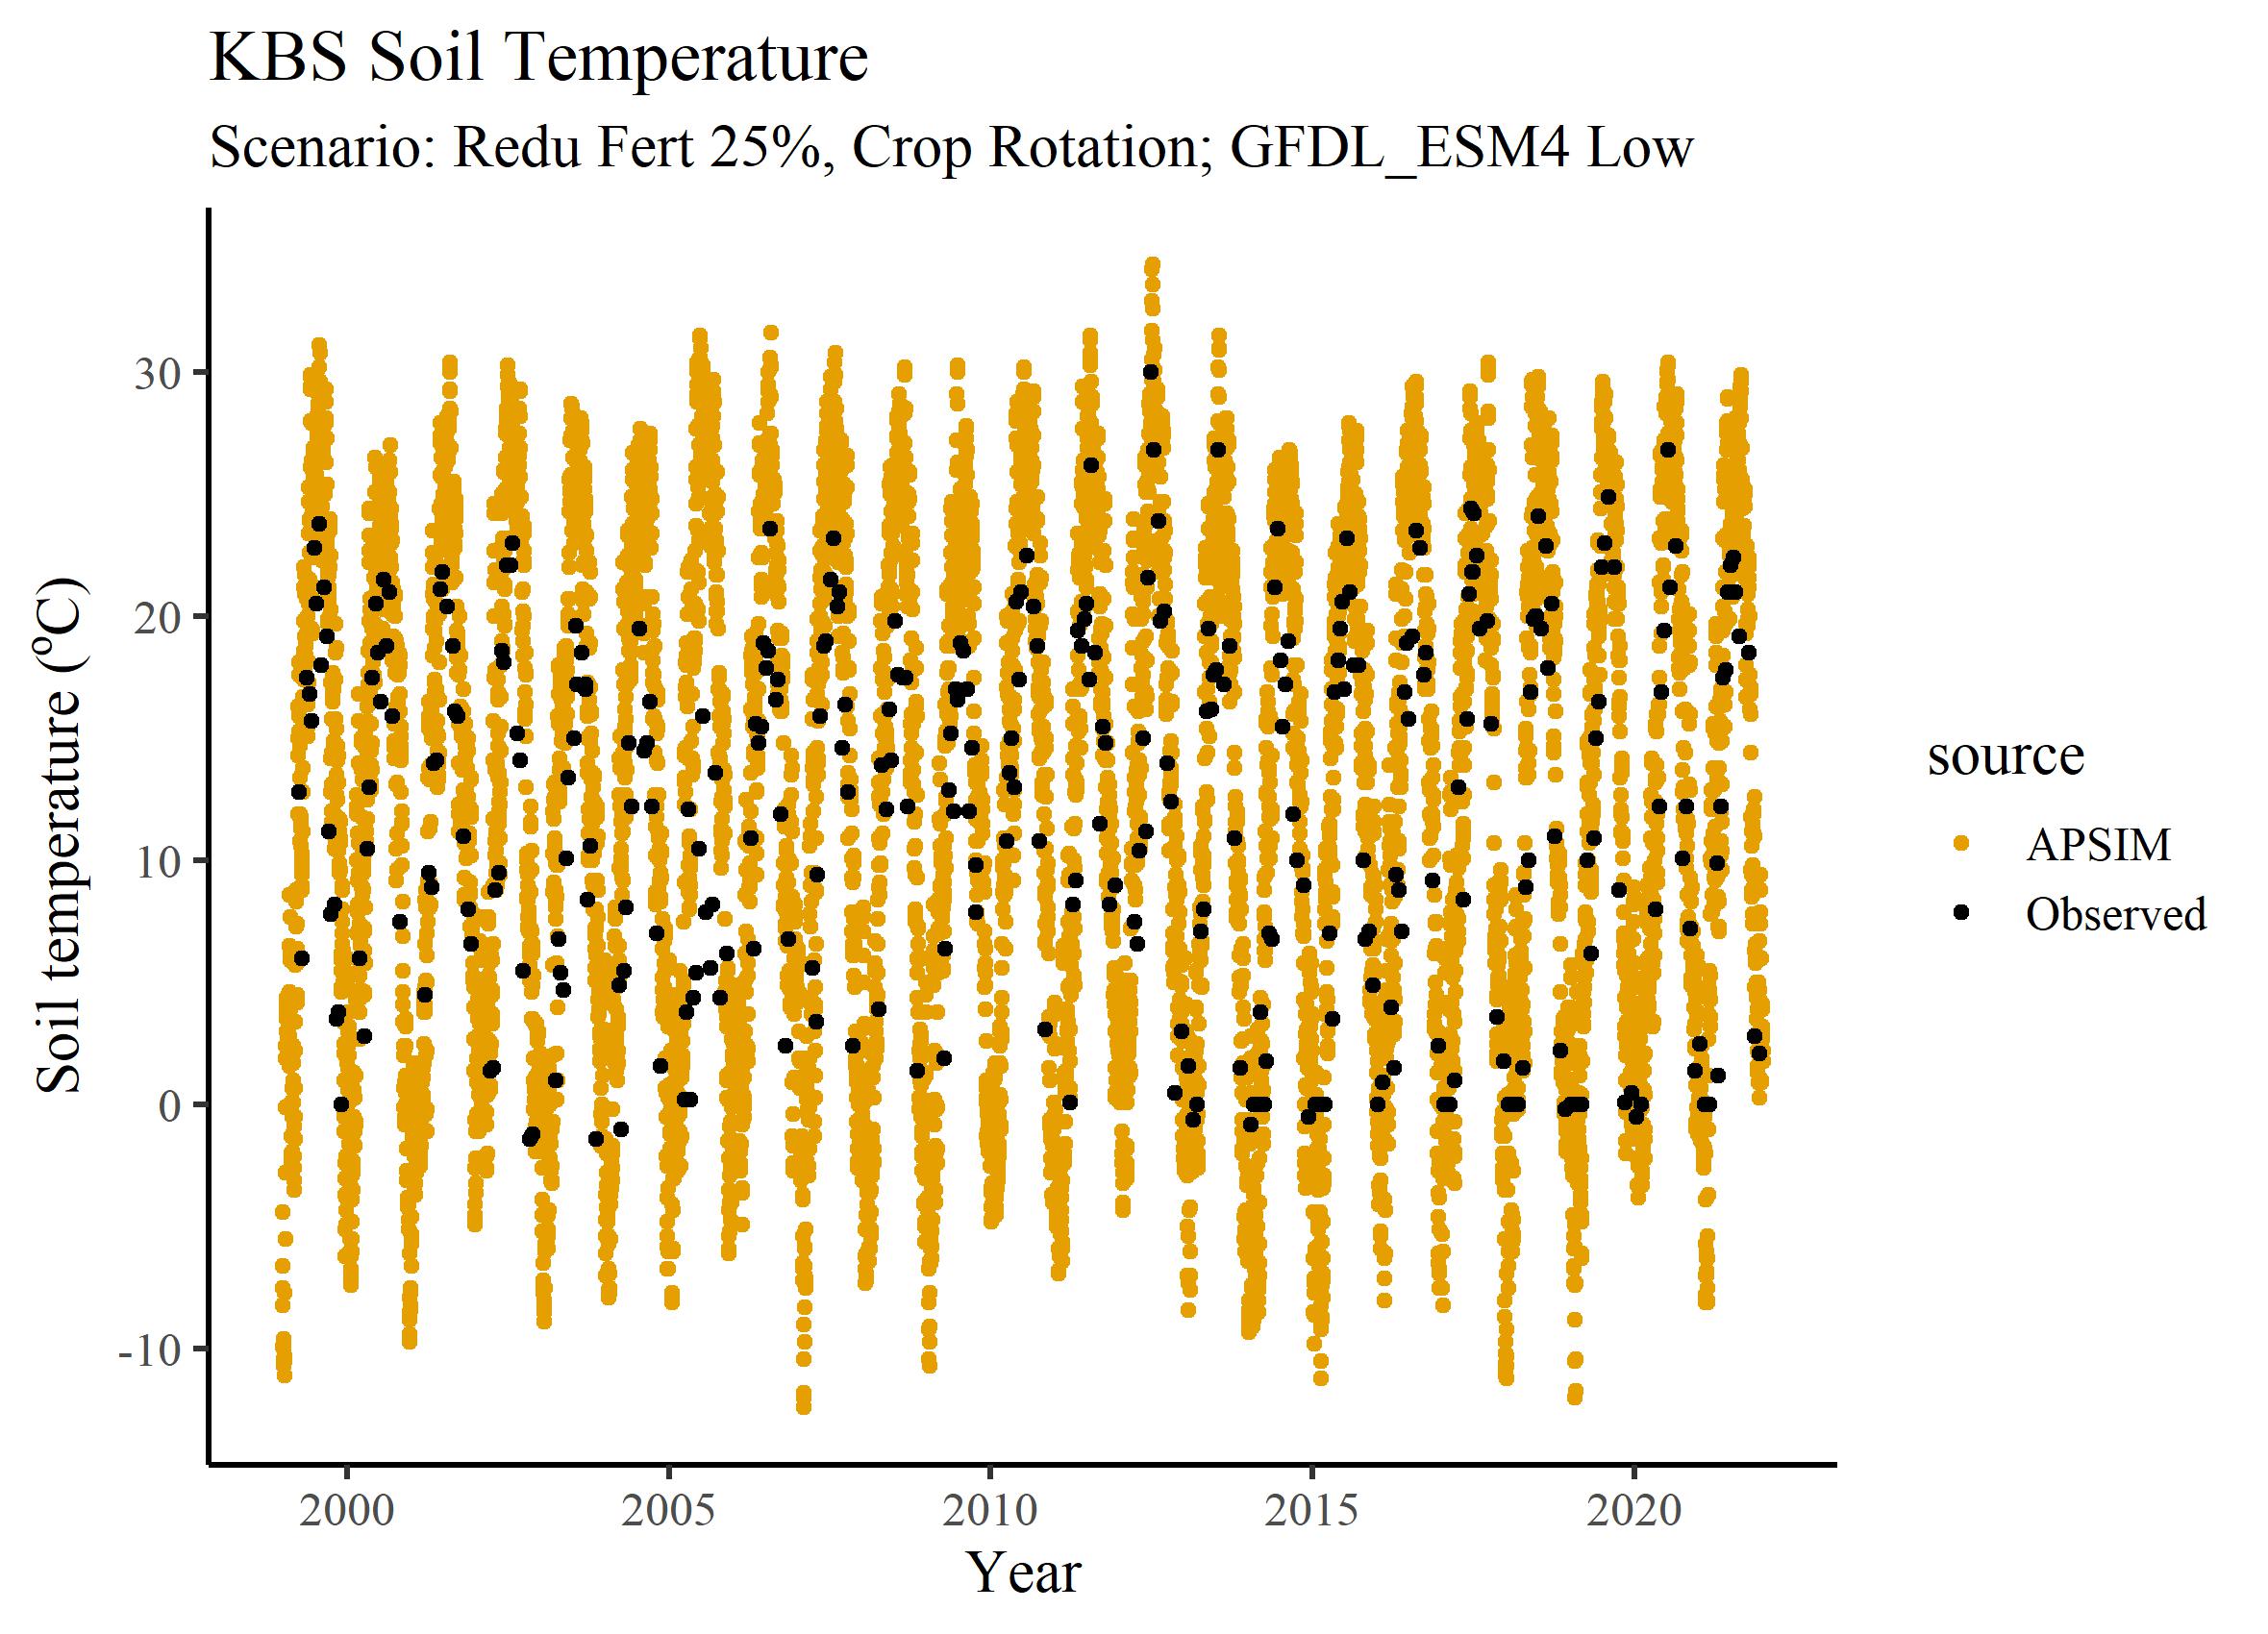 KBS Soil Temperature
Scenario: Redu Fert 25%, Crop Rotation; GFDL_ESM4 Low
Soil temperature (°C)
30
20
10
0
-10
2000
2005
2010
2015
2020
Year
source
APSIM
Observed